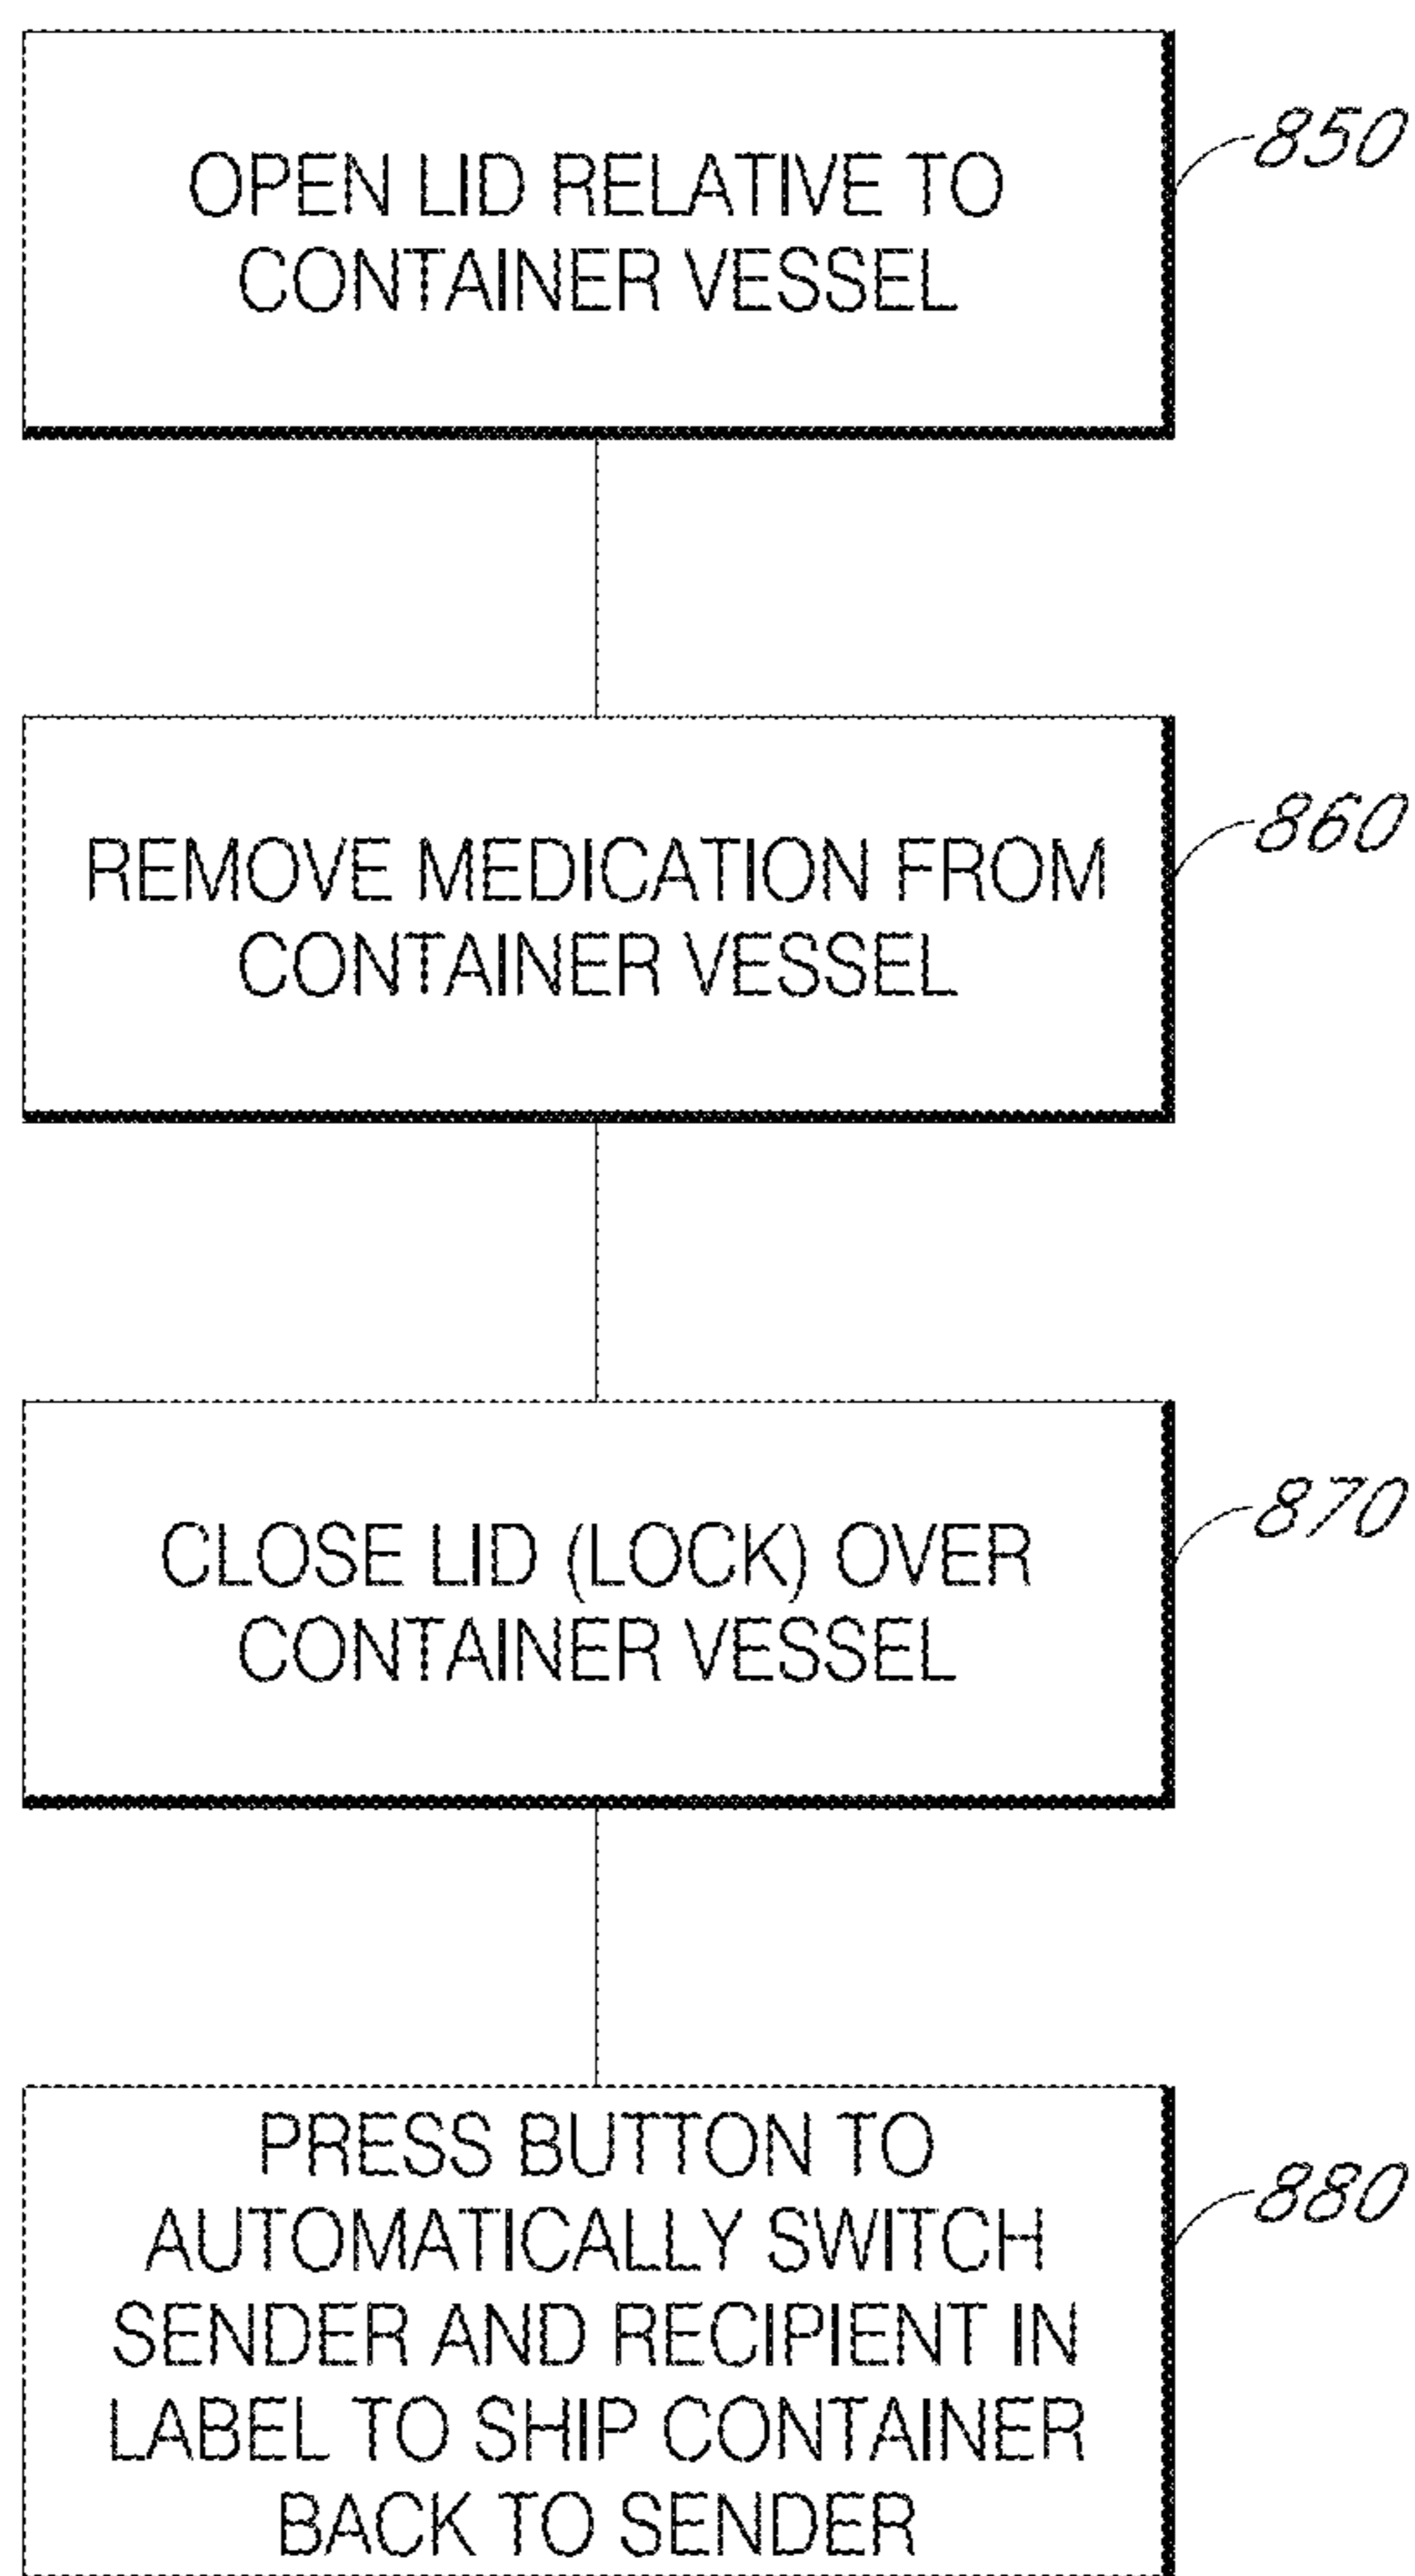 OPEN LID RELATIVE TO
CONTAINER VESSEL
850
REMOVE MEDICATION FROM
CONTAINER VESSEL
860
CLOSE LID (LOCK) OVER
CONTAINER VESSEL
870
PRESS BUTTON TO
AUTOMATICALLY SWITCH
SENDER AND RECIPIENT IN
LABEL TO SHIP CONTAINER
BACK TO SENDER
880